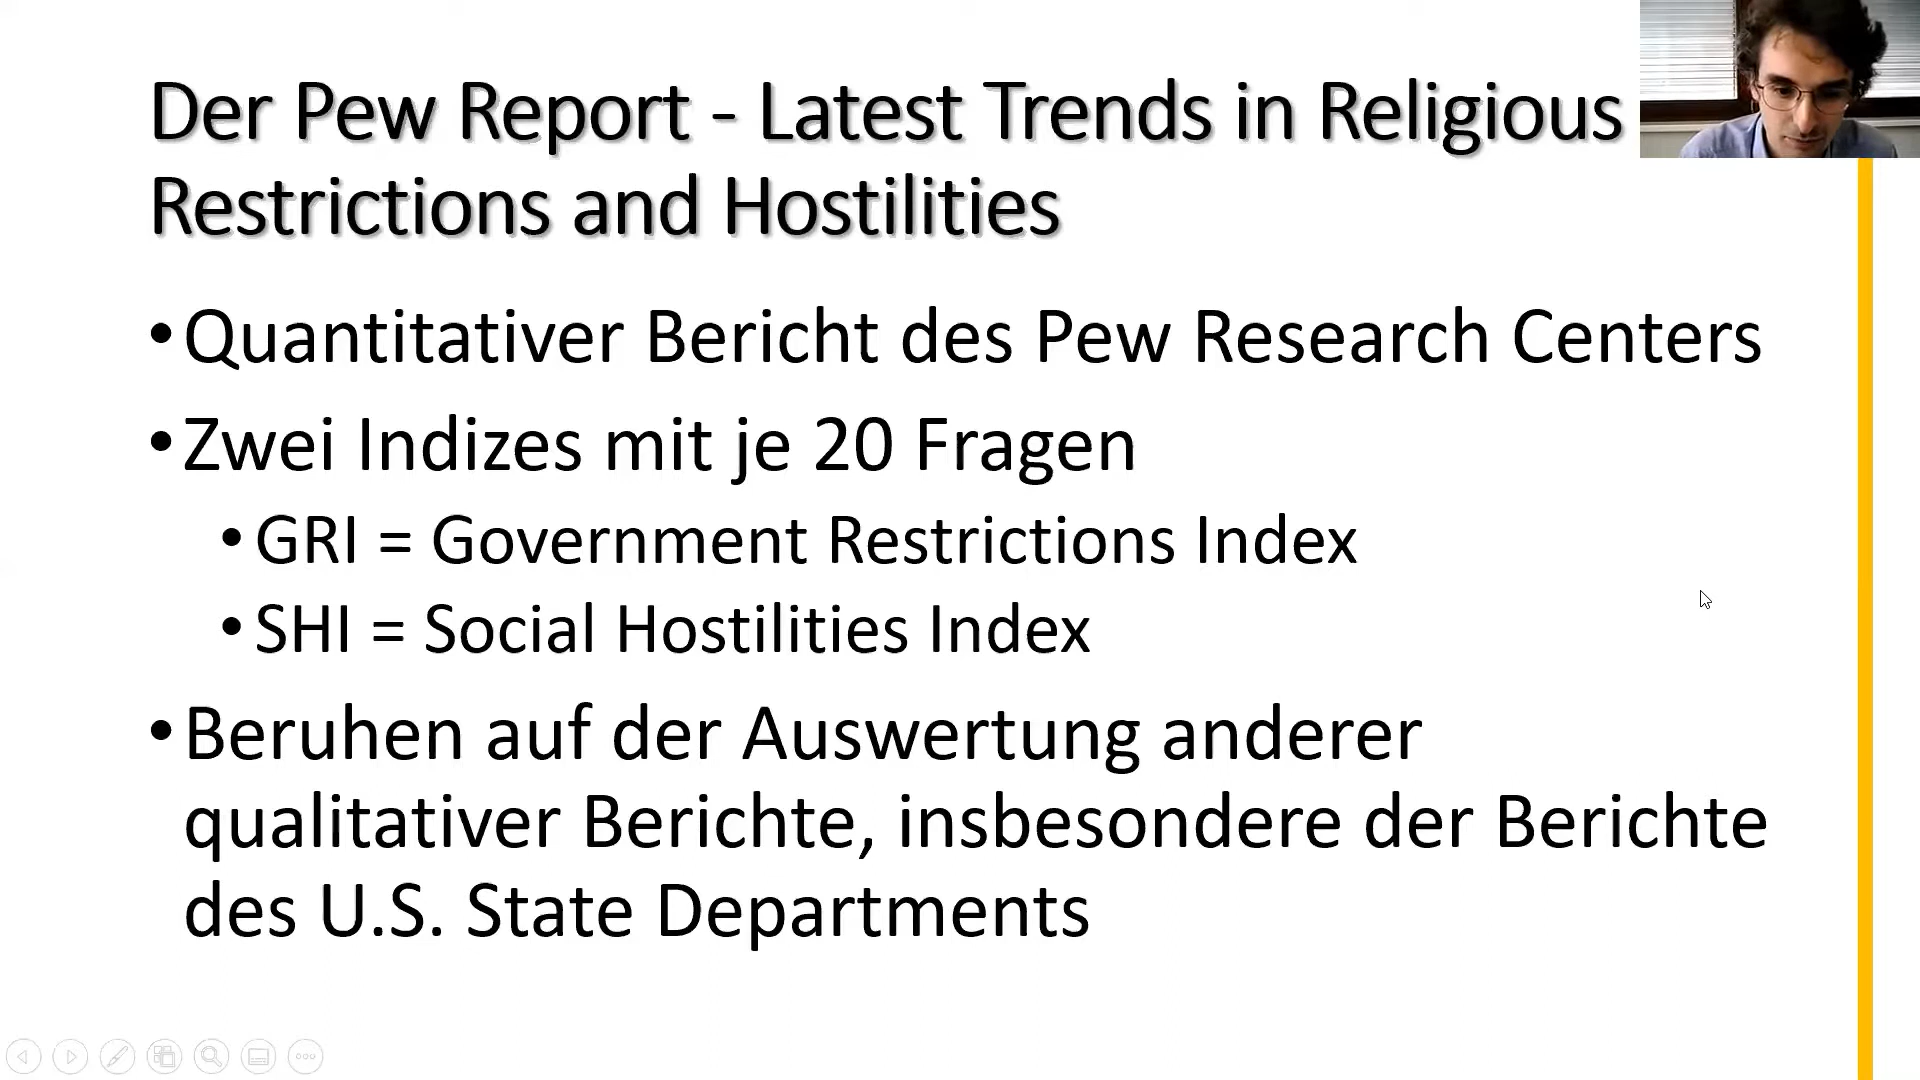 Der Pew Report - Latest Trends in Religious
Restrictions and Hostilities
•Quantitativer Bericht des Pew Research Centers
•Zwei Indizes mit je 20 Fragen
•GRI = Government Restrictions Index
•SHI = Social Hostilities Index
•Beruhen auf der Auswertung anderer
qualitativer Berichte, insbesondere der Berichte
des U.S. State Departments